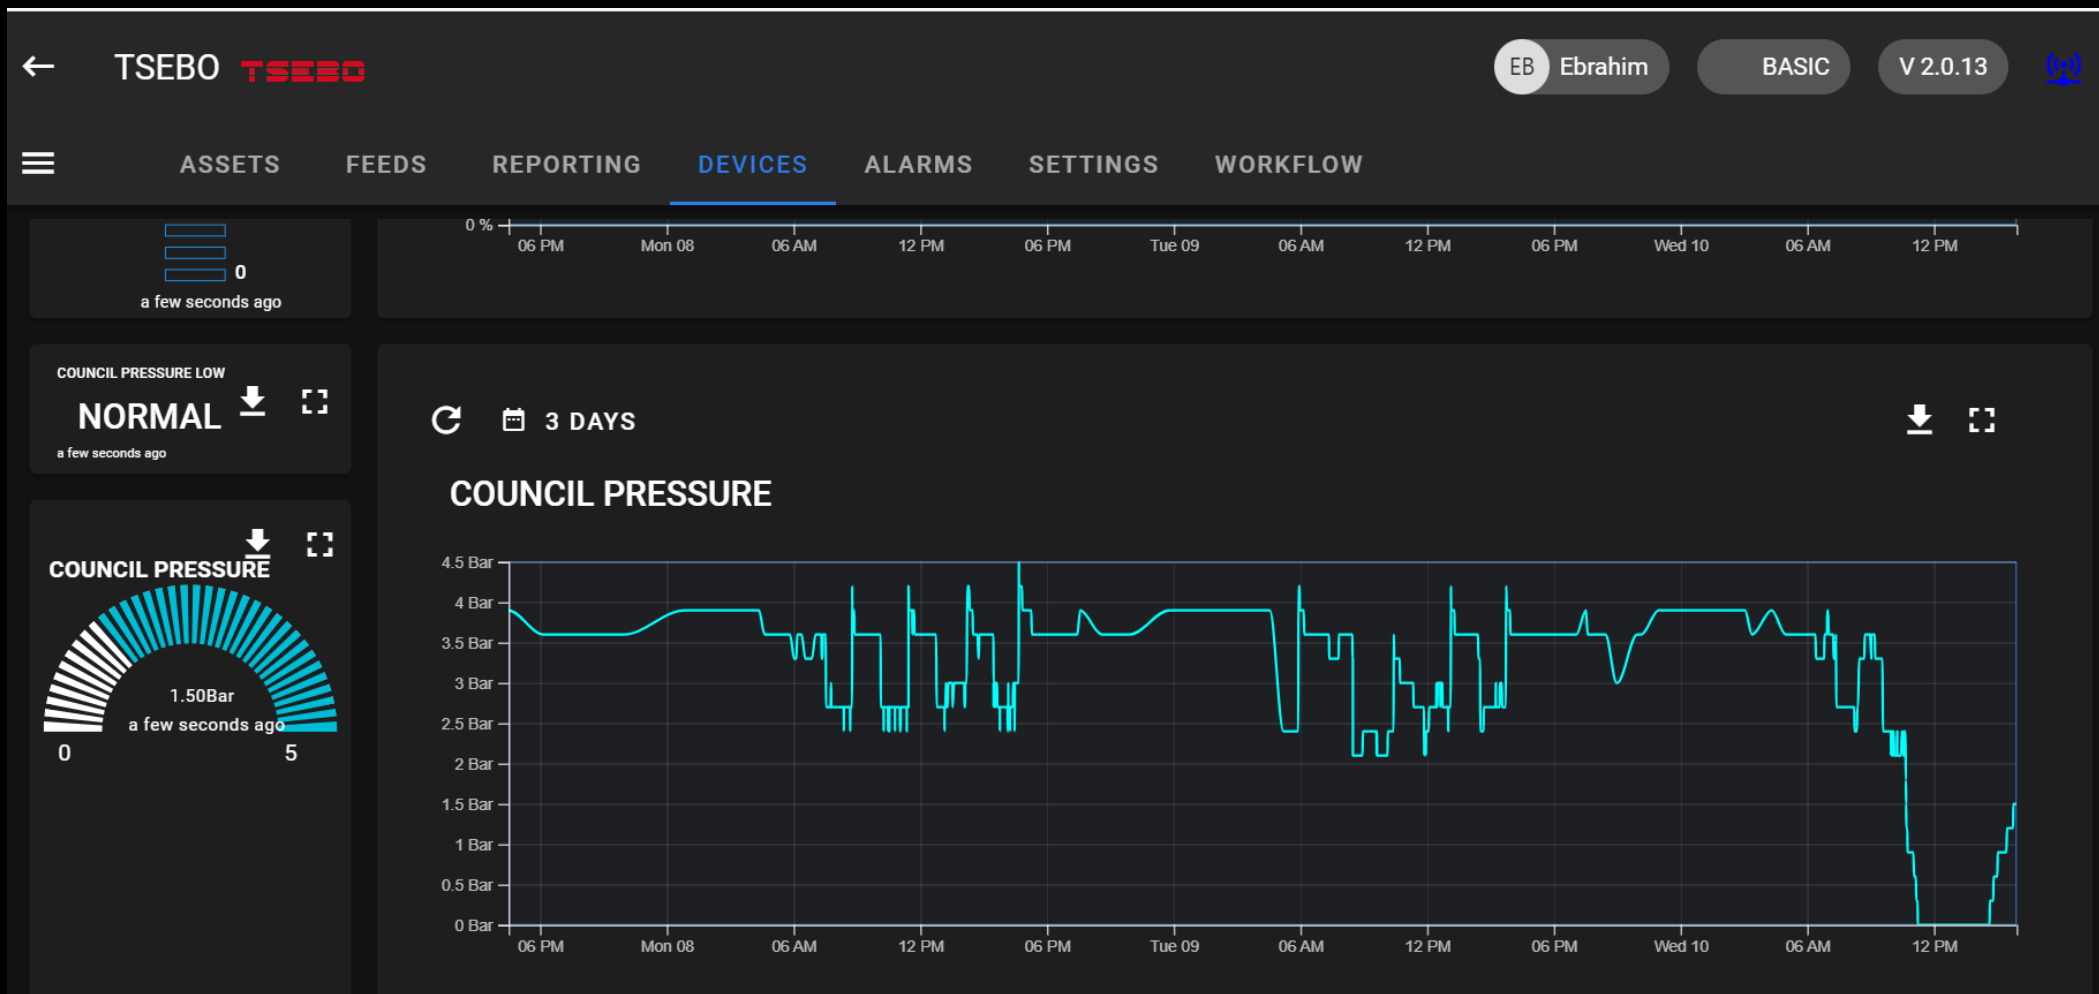 TSEBO TSEBO
EB Ebrahim
BASIC
V 2.0.13
ASSETS FEEDS REPORTING DEVICES ALARMS SETTINGS WORKFLOW
0
a few seconds ago
0 %
06 PM Mon 08 06 AM 12 PM 06 PM Tue 09 06 AM 12 PM 06 PM Wed 10 06 AM 12 PM
COUNCIL PRESSURE LOW
NORMAL
a few seconds ago
COUNCIL PRESSURE
1.50Bar
a few seconds ago
0 5
3 DAYS
COUNCIL PRESSURE
4.5 Bar
4 Bar
3.5 Bar
3 Bar
2.5 Bar
2 Bar
1.5 Bar
1 Bar
0.5 Bar
0 Bar
06 PM Mon 08 06 AM 12 PM 06 PM Tue 09 06 AM 12 PM 06 PM Wed 10 06 AM 12 PM